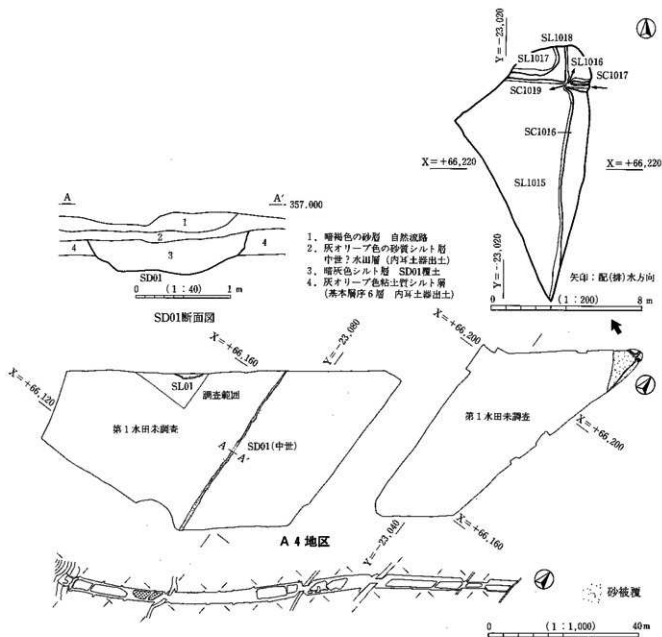 Y=-23,020
SL1018
SL1017
SL1016
SC1017
SC1019
SC1016
X=+66,220
X=+66,220
SL1015
Y=-23,020
矢印:配(排)水方向
0 (1:200) 8 m
A A′
357.000
1
2
4 3 4
SD01
0 (1:40) 1 m
SD01断面図
1. 暗褐色の砂層 自然流路
2. 灰オリーブ色の砂質シルト層
中世?水田層(内耳土器出土)
3. 暗灰色シルト層 SD01覆土
4. 灰オリーブ色粘土質シルト層
(基本層序6層 内耳土器出土)
X=+66,120
X=+66,160
Y=-23,080
X=+66,200
SL01
調査範囲
第1水田未調査
SD01(中世)
A
A′
第1水田未調査
X=+66,200
A 4 地区
Y=-23,040
X=+66,160
砂被覆
0 (1:1,000) 40m